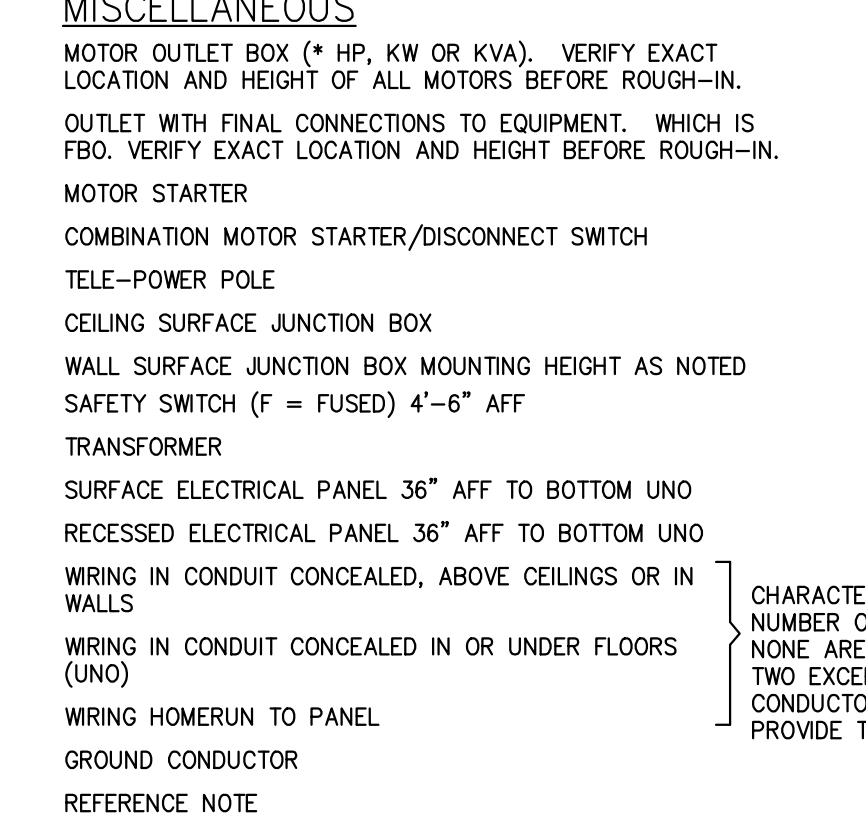 MISCELLANEOUS
MOTOR OUTLET BOX (* HP, KW OR KVA).  VERIFY EXACT
LOCATION AND HEIGHT OF ALL MOTORS BEFORE ROUGH–IN.
OUTLET WITH FINAL CONNECTIONS TO EQUIPMENT.  WHICH IS
FBO. VERIFY EXACT LOCATION AND HEIGHT BEFORE ROUGH–IN.
MOTOR STARTER
COMBINATION MOTOR STARTER/DISCONNECT SWITCH
TELE–POWER POLE
CEILING SURFACE JUNCTION BOX
WALL SURFACE JUNCTION BOX MOUNTING HEIGHT AS NOTED
SAFETY SWITCH (F = FUSED) 4’–6” AFF
TRANSFORMER
SURFACE ELECTRICAL PANEL 36” AFF TO BOTTOM UNO
RECESSED ELECTRICAL PANEL 36” AFF TO BOTTOM UNO
WIRING IN CONDUIT CONCEALED, ABOVE CEILINGS OR IN
WALLS
WIRING IN CONDUIT CONCEALED IN OR UNDER FLOORS
(UNO)
WIRING HOMERUN TO PANEL
GROUND CONDUCTOR
REFERENCE NOTE
CHARACTE
NUMBER O
NONE ARE
TWO EXCE
CONDUCTO
PROVIDE T